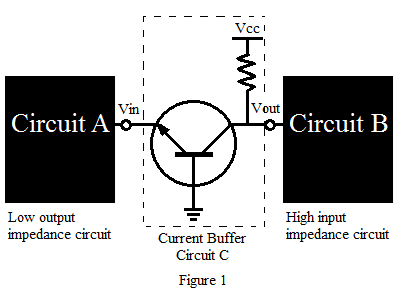 Vcc
Vin
Vout
Circuit A
Circuit B
Low output
impedance circuit
High input
impedance circuit
Current Buffer
Circuit C
Figure 1